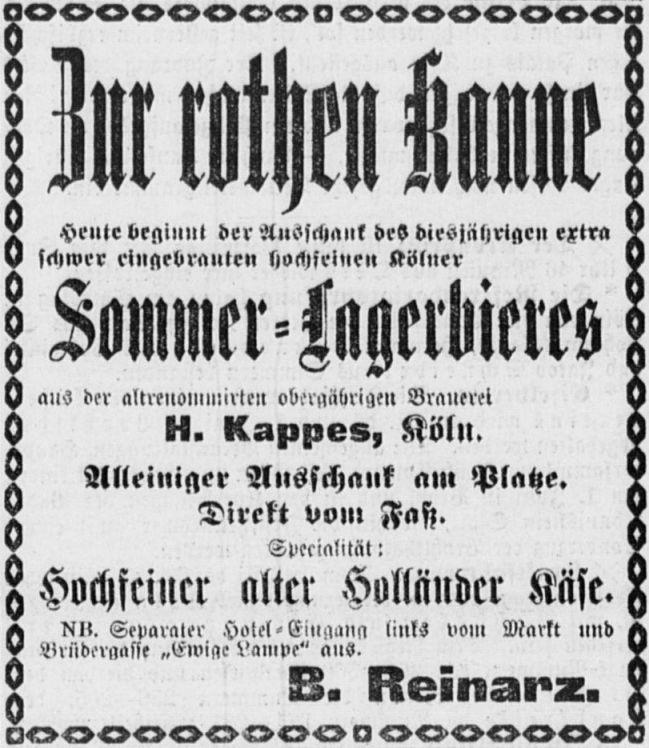 Zur rothen Kanne
Heute beginnt der Ausschank des diesjährigen extra
schwer eingebrauten hochfeinen Kölner
Sommer-Lagerbieres
aus der altrenommirten obergährigen Brauerei
H. Kappes, Köln.
Alleiniger Ausschank am Platze.
Direkt vom Faß.
Specialität:
Hochfeiner alter Holländer Käse.
NB. Separater Hotel-Eingang links vom Markt und
Brüdergasse „Ewige Lampe" aus.
B. Reinarz.